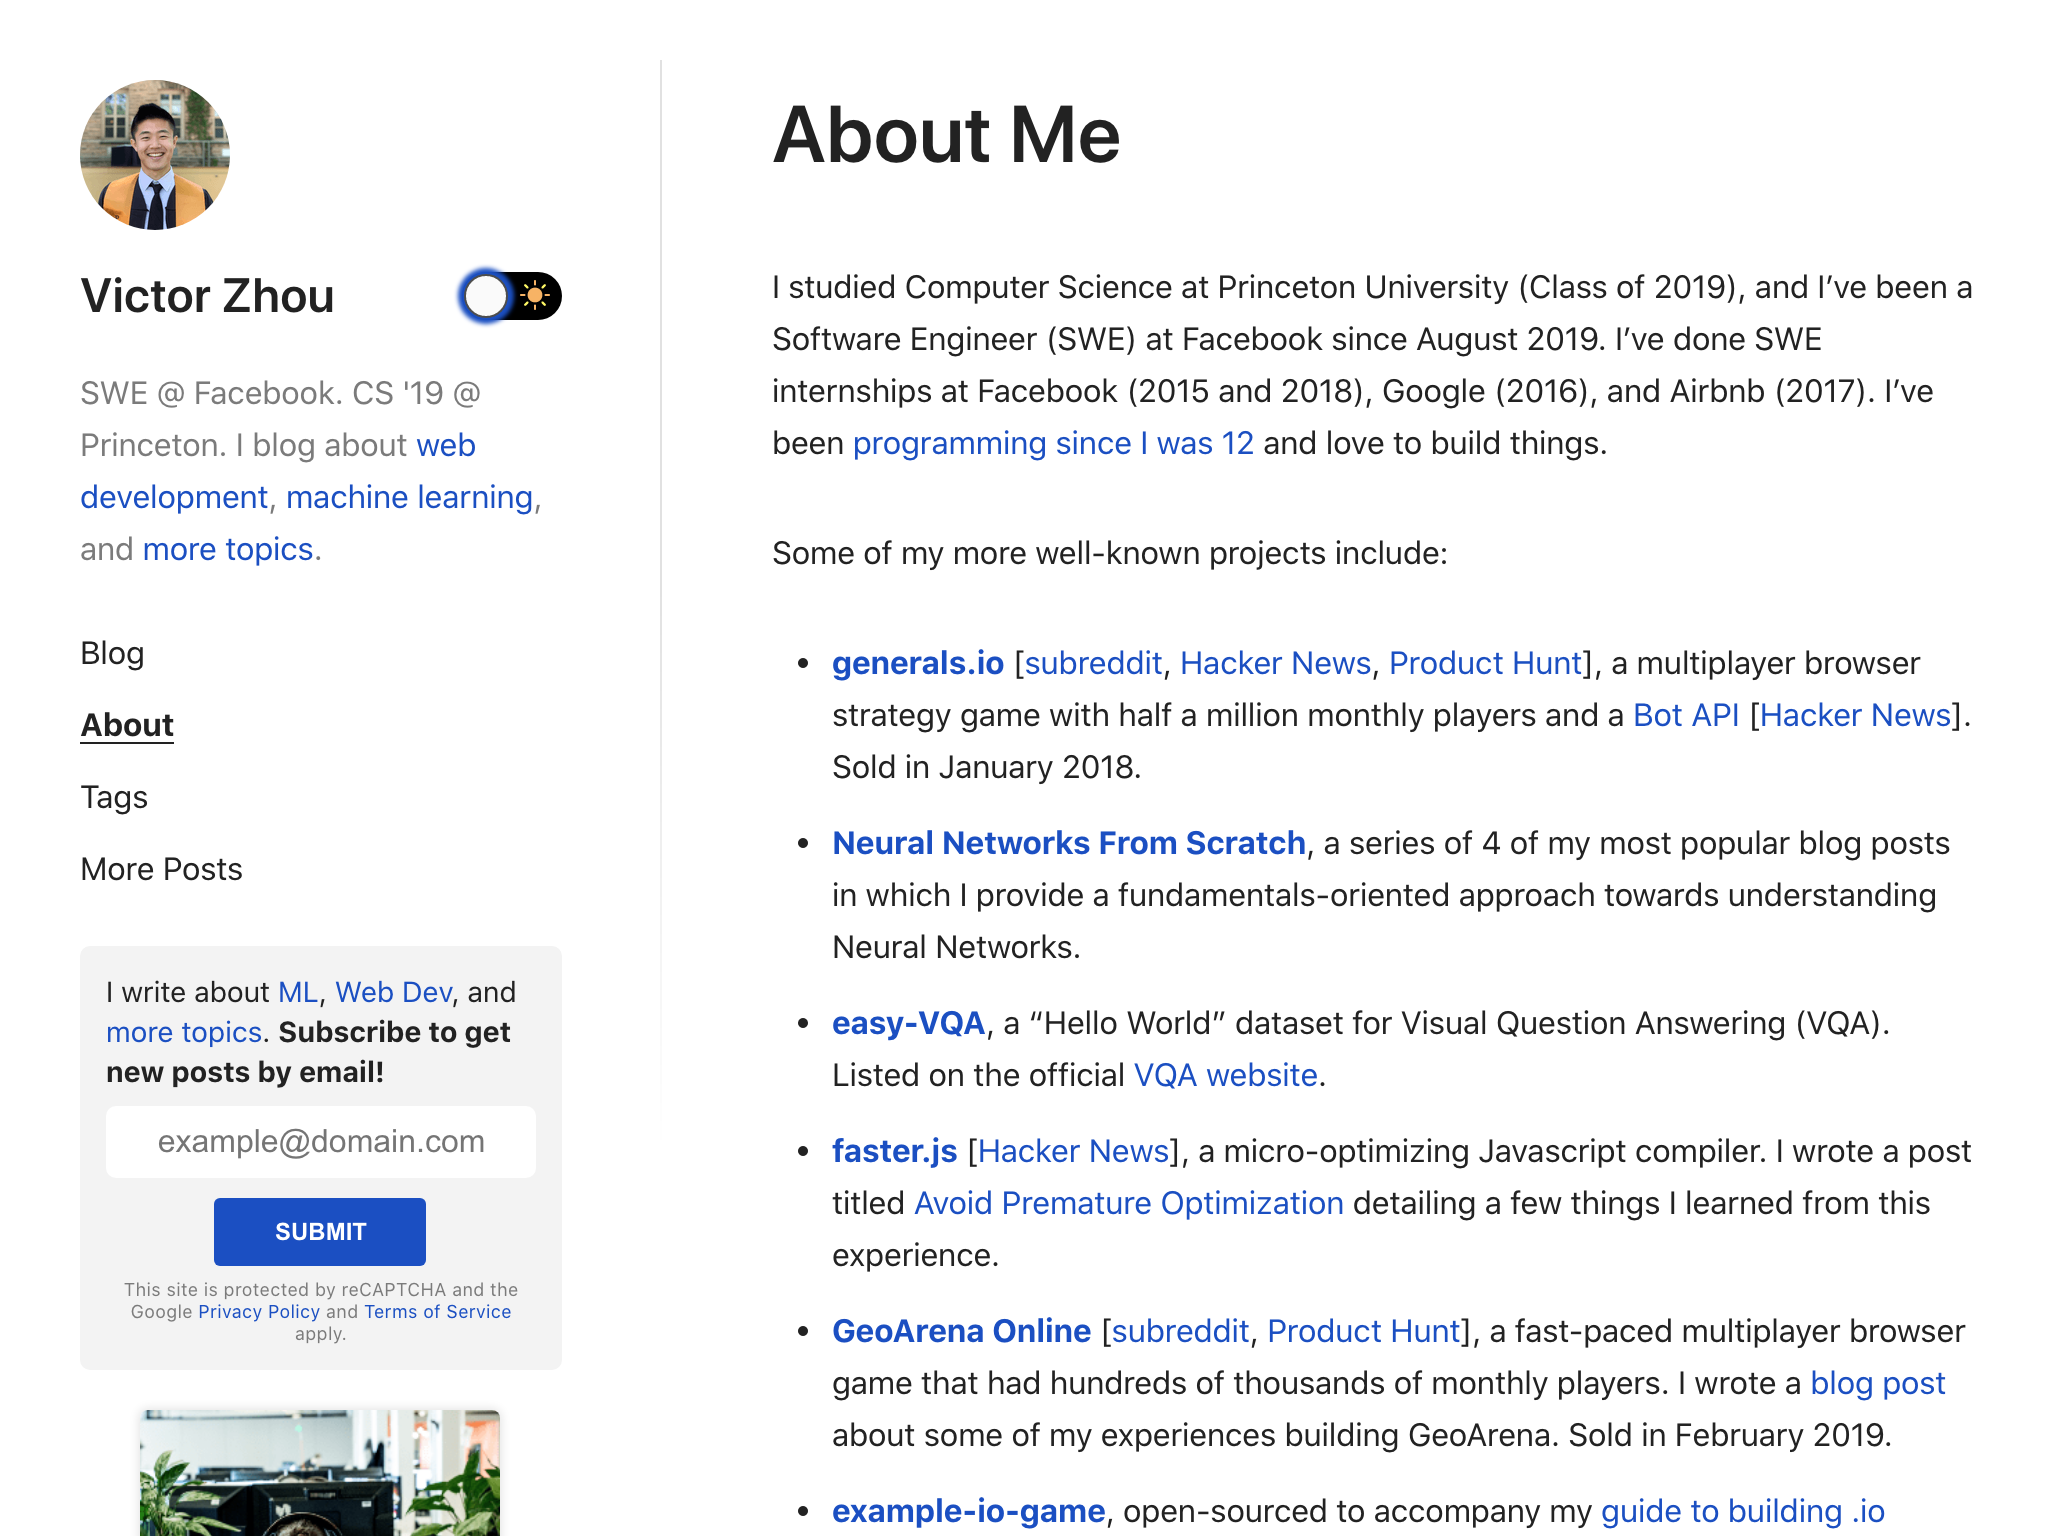 Victor Zhou
SWE @ Facebook. CS '19 @
Princeton. I blog about web
development, machine learning,
and more topics.
Blog
About
Tags
More Posts
I write about ML, Web Dev, and
more topics. Subscribe to get
new posts by email!
example@domain.com
SUBMIT
This site is protected by reCAPTCHA and the
Google Privacy Policy and Terms of Service
apply.
About Me
I studied Computer Science at Princeton University (Class of 2019), and I’ve been a
Software Engineer (SWE) at Facebook since August 2019. I’ve done SWE
internships at Facebook (2015 and 2018), Google (2016), and Airbnb (2017). I’ve
been programming since I was 12 and love to build things.
Some of my more well-known projects include:
• generals.io [subreddit, Hacker News, Product Hunt], a multiplayer browser
strategy game with half a million monthly players and a Bot API [Hacker News].
Sold in January 2018.
• Neural Networks From Scratch, a series of 4 of my most popular blog posts
in which I provide a fundamentals-oriented approach towards understanding
Neural Networks.
• easy-VQA, a “Hello World” dataset for Visual Question Answering (VQA).
Listed on the official VQA website.
• faster.js [Hacker News], a micro-optimizing Javascript compiler. I wrote a post
titled Avoid Premature Optimization detailing a few things I learned from this
experience.
• GeoArena Online [subreddit, Product Hunt], a fast-paced multiplayer browser
game that had hundreds of thousands of monthly players. I wrote a blog post
about some of my experiences building GeoArena. Sold in February 2019.
• example-io-game, open-sourced to accompany my guide to building .io